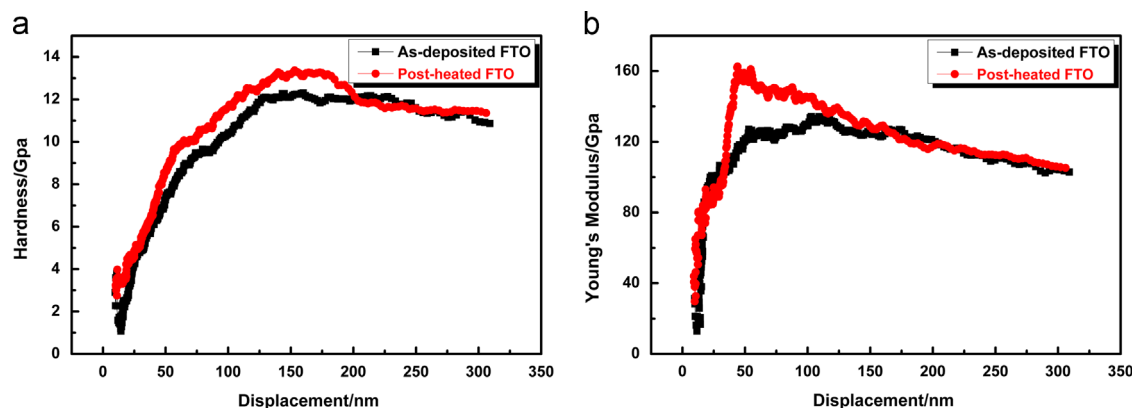 a
As-deposited FTO
Post-heated FTO
14
12
10
8
6
4
2
0
Hardness/Gpa
0 50 100 150 200 250 300 350
Displacement/nm
b
As-deposited FTO
Post-heated FTO
160
120
80
40
0
Young's Modulus/Gpa
0 50 100 150 200 250 300 350
Displacement/nm